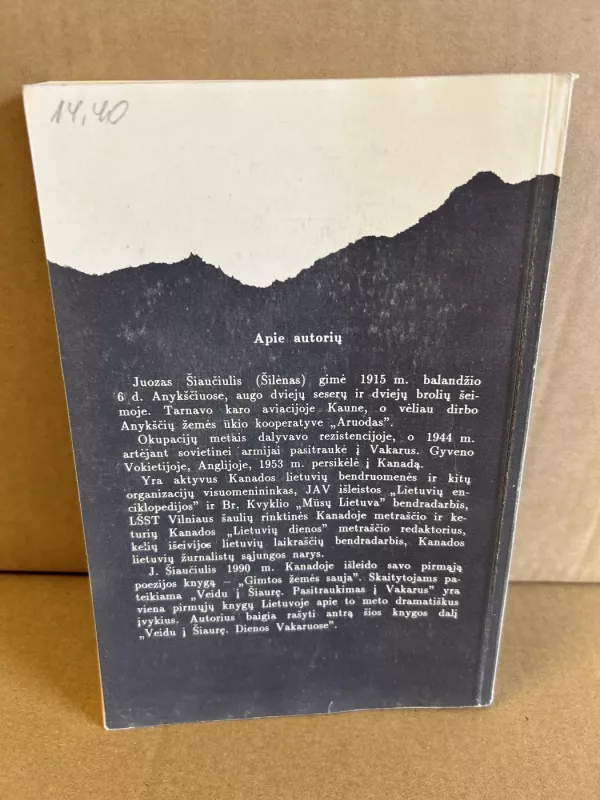 14,40
Apie autorių
Juozas Šiaučiulis (Šilėnas) gimė 1915 m. balandžio
6 d. Anykščiuose, augo dviejų seserų ir dviejų brolių šei-
moje. Tarnavo karo aviacijoje Kaune, o vėliau dirbo
Anykščių žemės ūkio kooperatyve „Aruodas".
Okupacijų metais dalyvavo rezistencijoje, o 1944 m.
artėjant sovietinei armijai pasitraukė į Vakarus. Gyveno
Vokietijoje, Anglijoje, 1953 m. persikėlė į Kanadą.
Yra aktyvus Kanados lietuvių bendruomenės ir kitų
organizacijų visuomenininkas, JAV išleistos „Lietuvių en-
ciklopedijos" ir Br. Kvyklio „Mūsų Lietuva" bendradarbis,
LŠST Vilniaus šaulių rinktinės Kanadoje metraščio ir ke-
turių Kanados „Lietuvių dienos" metraščio redaktorius,
kelių išeivijos lietuvių laikraščių bendradarbis, Kanados
lietuvių žurnalistų sąjungos narys.
J. Šiaučiulis 1990 m. Kanadoje išleido savo pirmąją
poezijos knygą – „Gimtos žemės sauja". Skaitytojams pa-
teikiama „Veidu į Šiaurę. Pasitraukimas į Vakarus" yra
viena pirmųjų knygų Lietuvoje apie to meto dramatiškus
įvykius. Autorius baigia rašyti antrą šios knygos dalį
„Veidu į Šiaurę. Dienos Vakaruose".